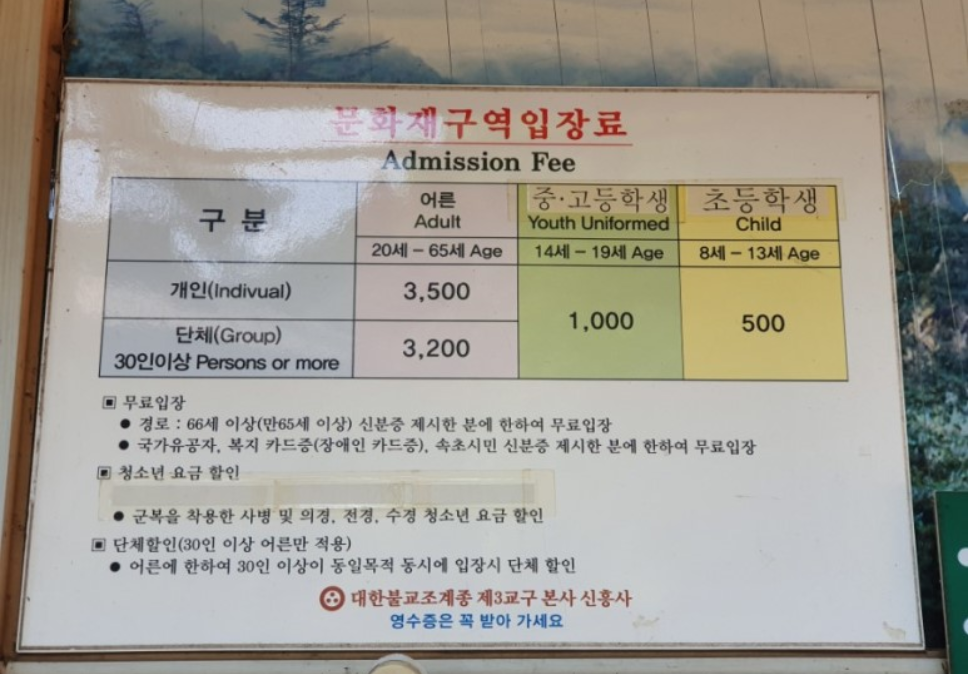 문화재구역입장료
Admission Fee
구 분
어른
Adult
중·고등학생
Youth Uniformed
초등학생
Child
20세 – 65세 Age
14세 – 19세 Age
8세 – 13세 Age
개인(Indivual)
3,500
1,000
500
단체(Group)
30인이상 Persons or more
3,200
▣ 무료입장
● 경로 : 66세 이상(만65세 이상) 신분증 제시한 분에 한하여 무료입장
● 국가유공자, 복지 카드증(장애인 카드증), 속초시민 신분증 제시한 분에 한하여 무료입장
▣ 청소년 요금 할인
● 군복을 착용한 사병 및 의경, 전경, 수경 청소년 요금 할인
▣ 단체할인(30인 이상 어른만 적용)
● 어른에 한하여 30인 이상이 동일목적 동시에 입장시 단체 할인
대한불교조계종 제3교구 본사 신흥사
영수증은 꼭 받아 가세요